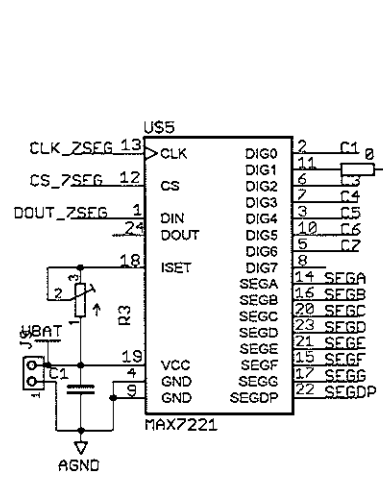 U$5
CLK_7SEG 13 CLK DIG0 2 C1
DIG1 11 0
CS_7SEG 12 CS DIG2 6 C3
DIG3 7 C4
DOUT_7SEG 1 DIN DIG4 3 C5
24 DOUT DIG5 10 C6
DIG6 5 C7
18 ISET DIG7 8
SEGA 14 SEGA
3
2
1
R3
SEGB 16 SEGB
SEGC 20 SEGC
SEGD 23 SEGD
VBAT
SEGE 21 SEGE
19 VCC SEGF 15 SEGF
C1
4 GND SEGG 17 SEGG
1
9 GND SEGDP 22 SEGDP
MAX7221
AGND